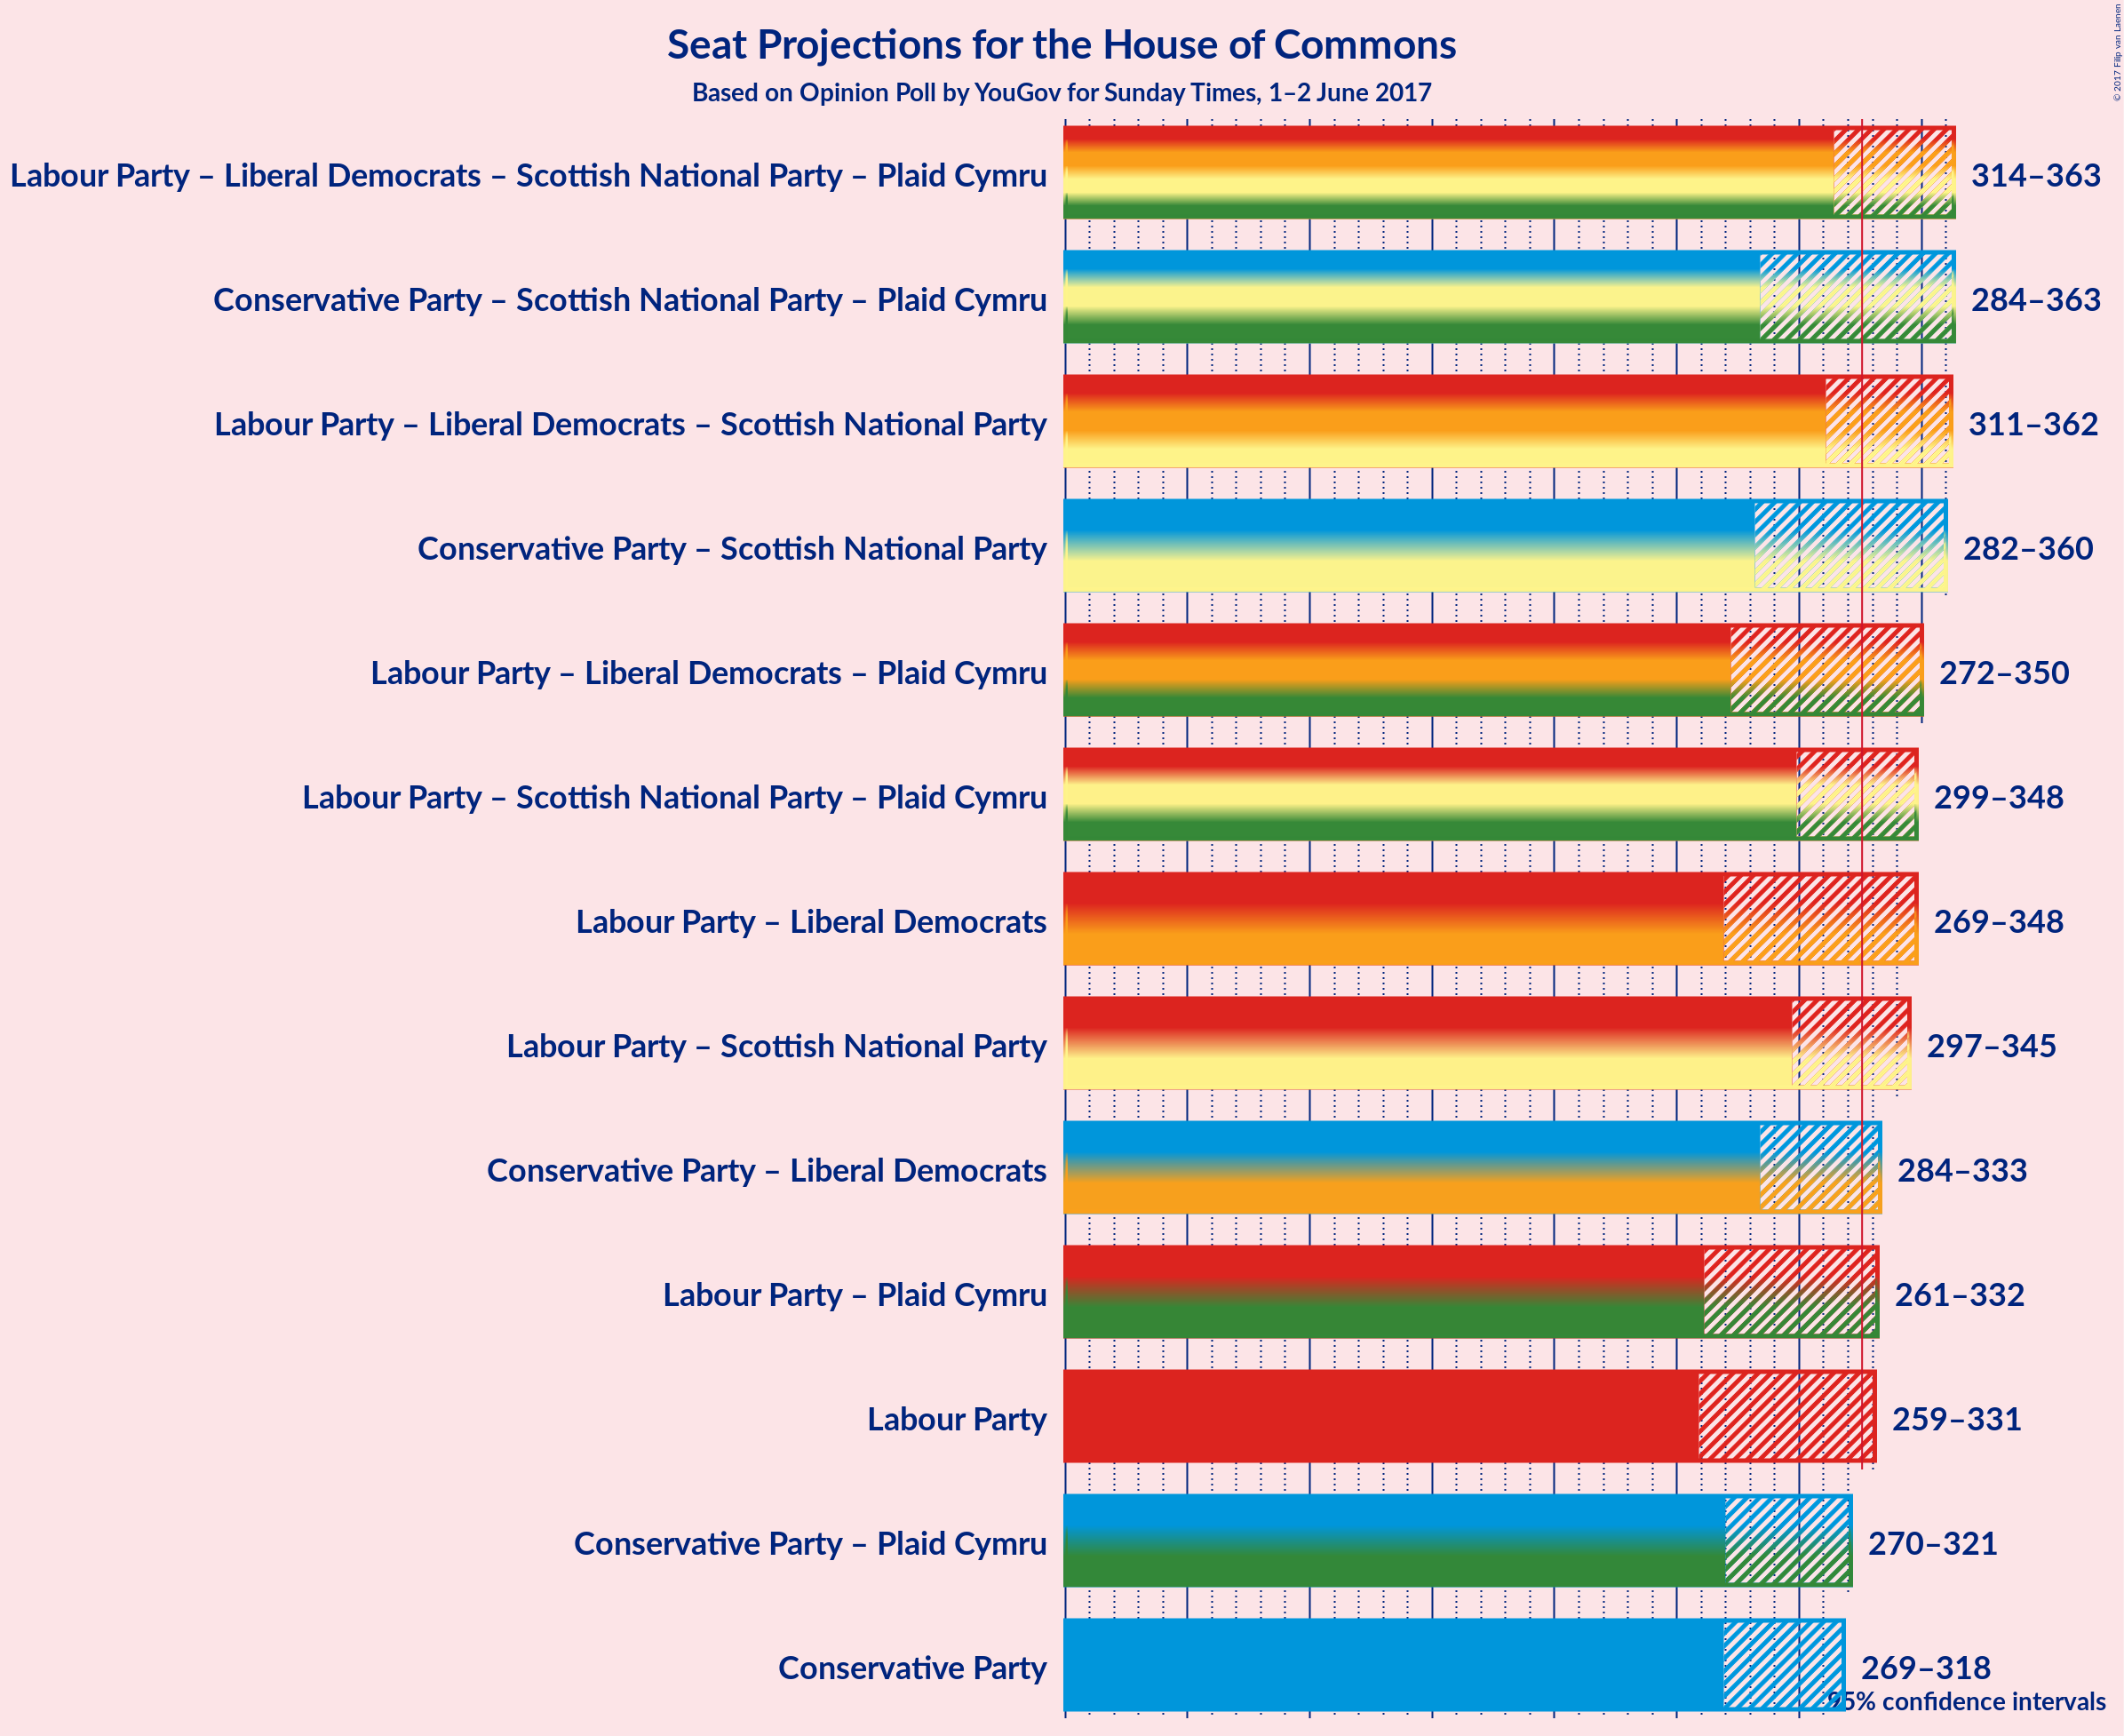 Seat Projections for the House of Commons
Based on Opinion Poll by YouGov for Sunday Times, 1–2 June 2017
© 2017 Filip van Laenen
Labour Party – Liberal Democrats – Scottish National Party – Plaid Cymru 314–363
Conservative Party – Scottish National Party – Plaid Cymru 284–363
Labour Party – Liberal Democrats – Scottish National Party 311–362
Conservative Party – Scottish National Party 282–360
Labour Party – Liberal Democrats – Plaid Cymru 272–350
Labour Party – Scottish National Party – Plaid Cymru 299–348
Labour Party – Liberal Democrats 269–348
Labour Party – Scottish National Party 297–345
Conservative Party – Liberal Democrats 284–333
Labour Party – Plaid Cymru 261–332
Labour Party 259–331
Conservative Party – Plaid Cymru 270–321
Conservative Party 269–318
95% confidence intervals